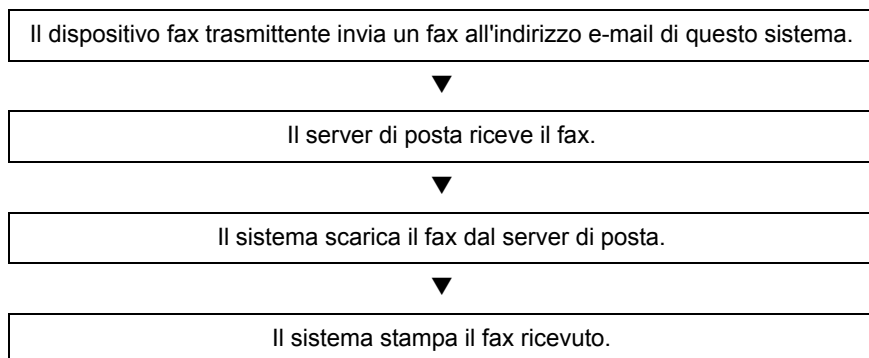 Il dispositivo fax trasmittente invia un fax all'indirizzo e-mail di questo sistema.
Il server di posta riceve il fax.
Il sistema scarica il fax dal server di posta.
Il sistema stampa il fax ricevuto.